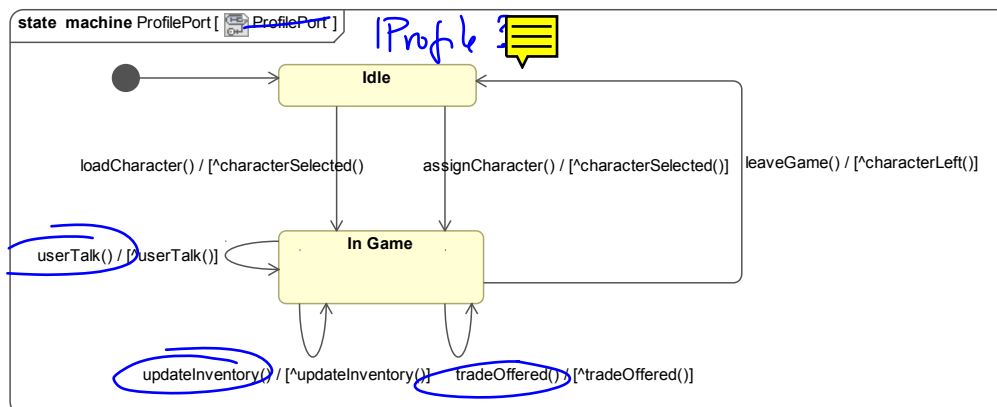 state machine ProfilePort [ ProfilePort ]
IProfile ?
Idle
loadCharacter() / [^characterSelected()
assignCharacter() / [^characterSelected()]
leaveGame() / [^characterLeft()]
In Game
userTalk() / [^userTalk()]
updateInventory() / [^updateInventory()]
tradeOffered() / [^tradeOffered()]